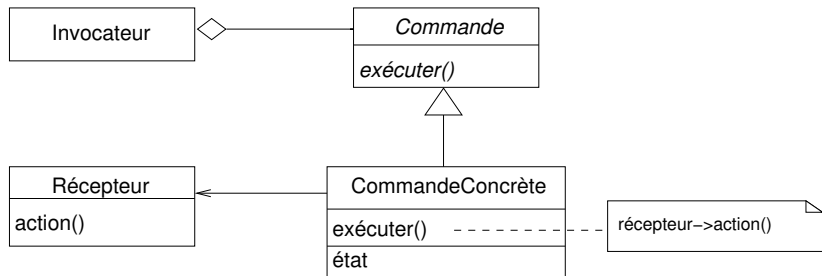 Invocateur
Commande
exécuter()
Récepteur
action()
CommandeConcrète
exécuter()
état
récepteur−>action()